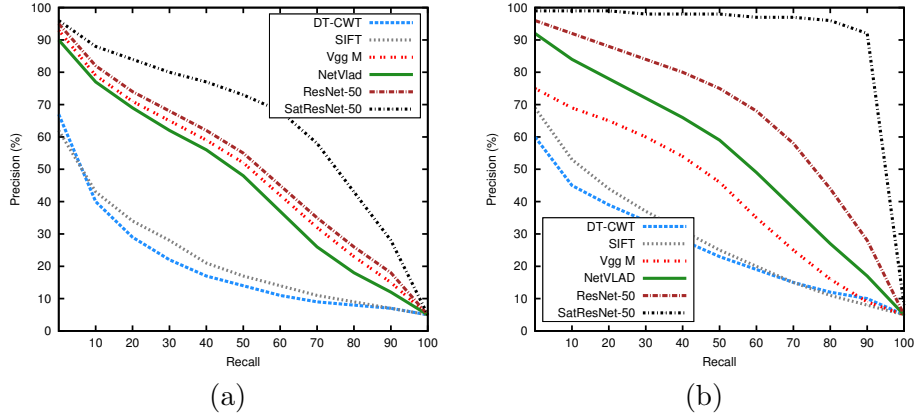 100
90
80
70
60
50
40
30
20
10
0
Precision (%)
10 20 30 40 50 60 70 80 90 100
Recall
DT-CWT
SIFT
Vgg M
NetVlad
ResNet-50
SatResNet-50
(a)
100
90
80
70
60
50
40
30
20
10
0
Precision (%)
10 20 30 40 50 60 70 80 90 100
Recall
DT-CWT
SIFT
Vgg M
NetVLAD
ResNet-50
SatResNet-50
(b)